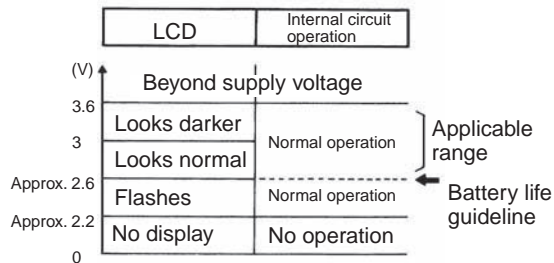 LCD
Internal circuit
operation
(V)
Beyond supply voltage
3.6
Looks darker
Normal operation
Applicable
range
3
Looks normal
Approx. 2.6
Flashes
Normal operation
Battery life
guideline
Approx. 2.2
No display
No operation
0